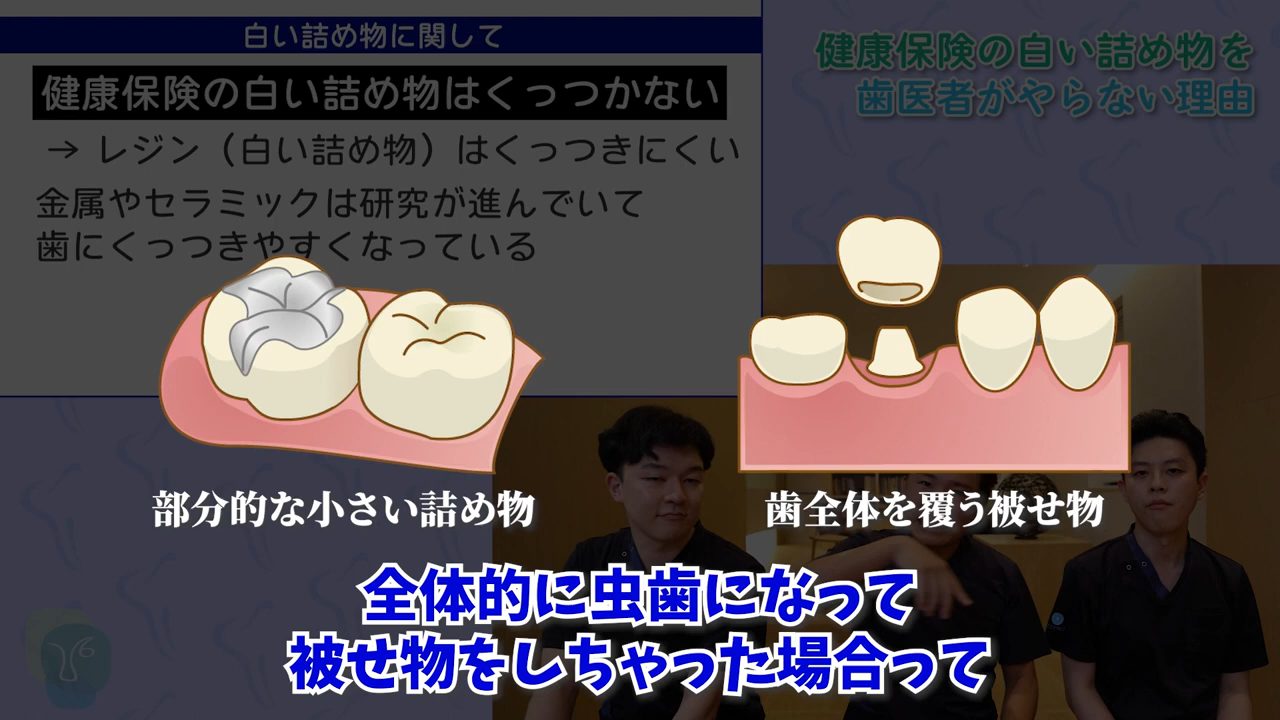 白い詰め物に関して
健康保険の白い詰め物はくっつかない
→ レジン（白い詰め物）はくっつきにくい
金属やセラミックは研究が進んでいて
歯にくっつきやすくなっている
健康保険の白い詰め物を
歯医者がやらない理由
部分的な小さい詰め物
歯全体を覆う被せ物
全体的に虫歯になって
被せ物をしちゃった場合って